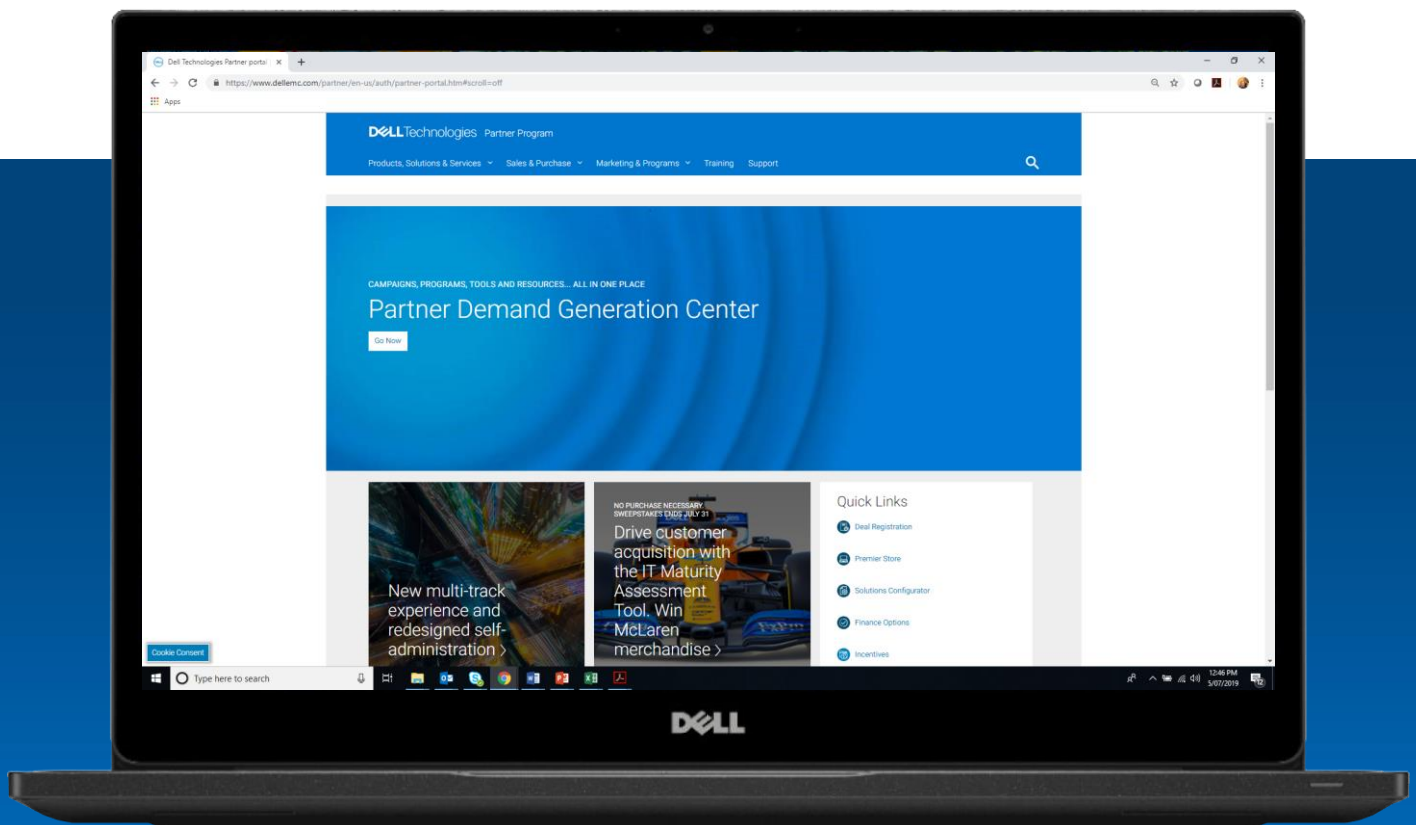 Dell Technologies Partner portal
https://www.dellemc.com/partner/en-us/auth/partner-portal.htm#scroll=off
Apps
DELLTechnologies Partner Program
Products, Solutions & Services Sales & Purchase Marketing & Programs Training Support
CAMPAIGNS, PROGRAMS, TOOLS AND RESOURCES... ALL IN ONE PLACE
Partner Demand Generation Center
Go Now
New multi-track
experience and
redesigned self-
administration >
NO PURCHASE NECESSARY.
SWEEPSTAKES ENDS JULY 31
Drive customer
acquisition with
the IT Maturity
Assessment
Tool. Win
McLaren
merchandise >
Quick Links
Deal Registration
Premier Store
Solutions Configurator
Finance Options
Incentives
Cookie Consent
Type here to search
12:46 PM
5/07/2019
DELL